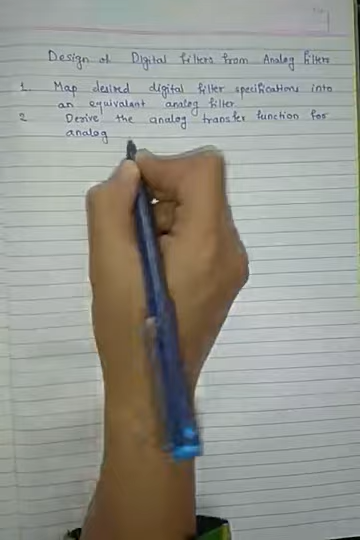 Design of Digital filters from Analog filters
1. Map desired digital filter specifications into
an equivalent analog filter
2 Derive the analog transfer function for
analog